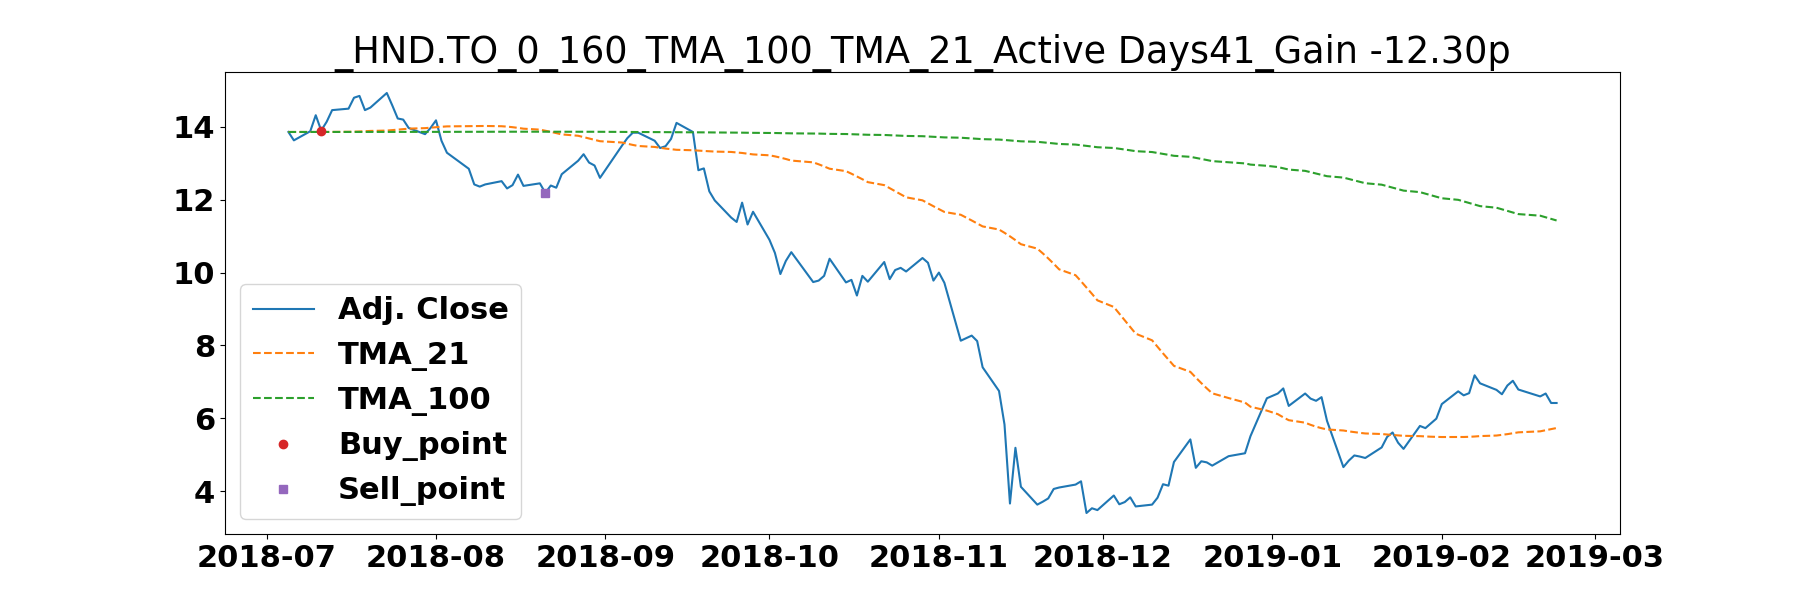 _HND.TO_0_160_TMA_100_TMA_21_Active Days41_Gain -12.30p
14
12
10
8
6
4
Adj. Close
TMA_21
TMA_100
Buy_point
Sell_point
2018-07 2018-08 2018-09 2018-10 2018-11 2018-12 2019-01 2019-02 2019-03